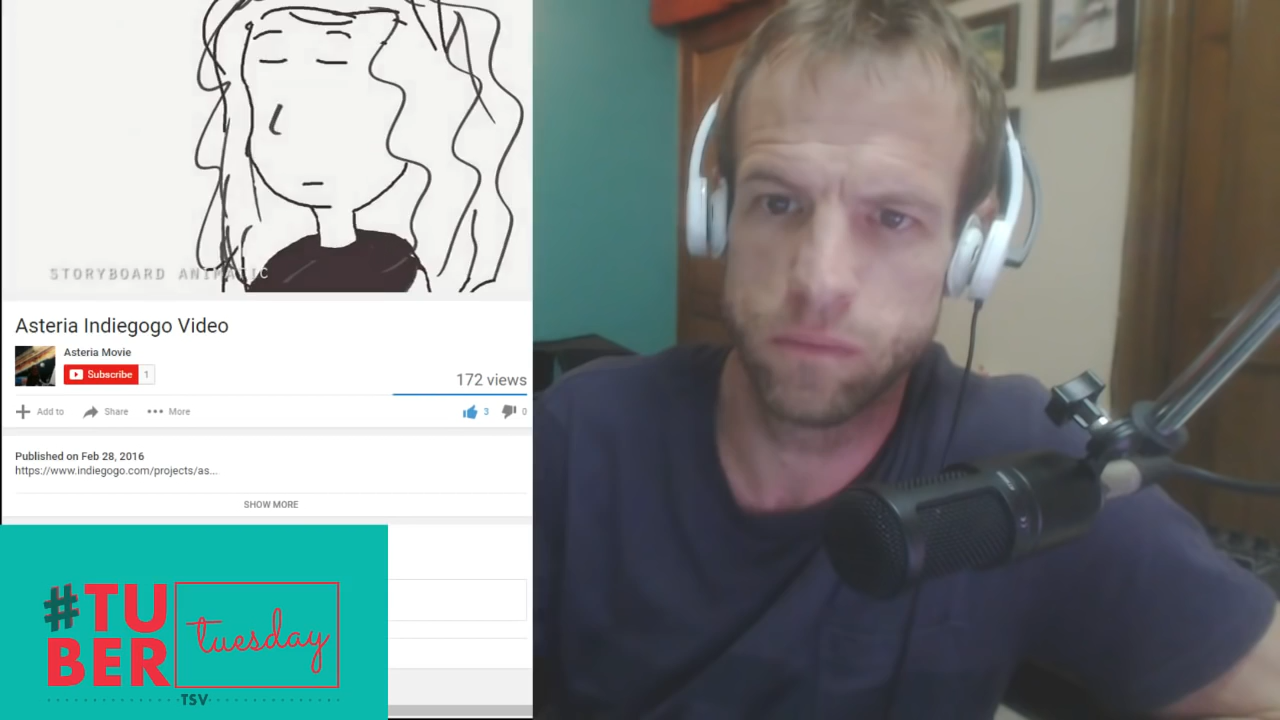 STORYBOARD ANIMATIC
Asteria Indiegogo Video
Asteria Movie
Subscribe 1
172 views
Add to Share More 3 0
Published on Feb 28, 2016
https://www.indiegogo.com/projects/as...
SHOW MORE
#TU
BER
tuesday
TSV